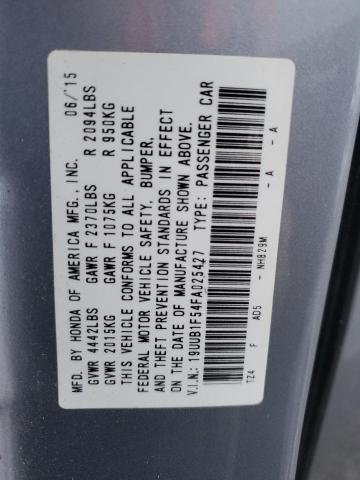 MFD. BY HONDA OF AMERICA MFG., INC. 06/15
GVWR 4442LBS GAWR F 2370LBS R 2094LBS
GVWR 2015KG GAWR F 1075KG R 950KG
THIS VEHICLE CONFORMS TO ALL APPLICABLE
FEDERAL MOTOR VEHICLE SAFETY, BUMPER,
AND THEFT PREVENTION STANDARDS IN EFFECT
ON THE DATE OF MANUFACTURE SHOWN ABOVE.
V.I.N.: 19UUB1F54FA025427 TYPE: PASSENGER CAR
TZ4 F AD5 - NH829M - A - A